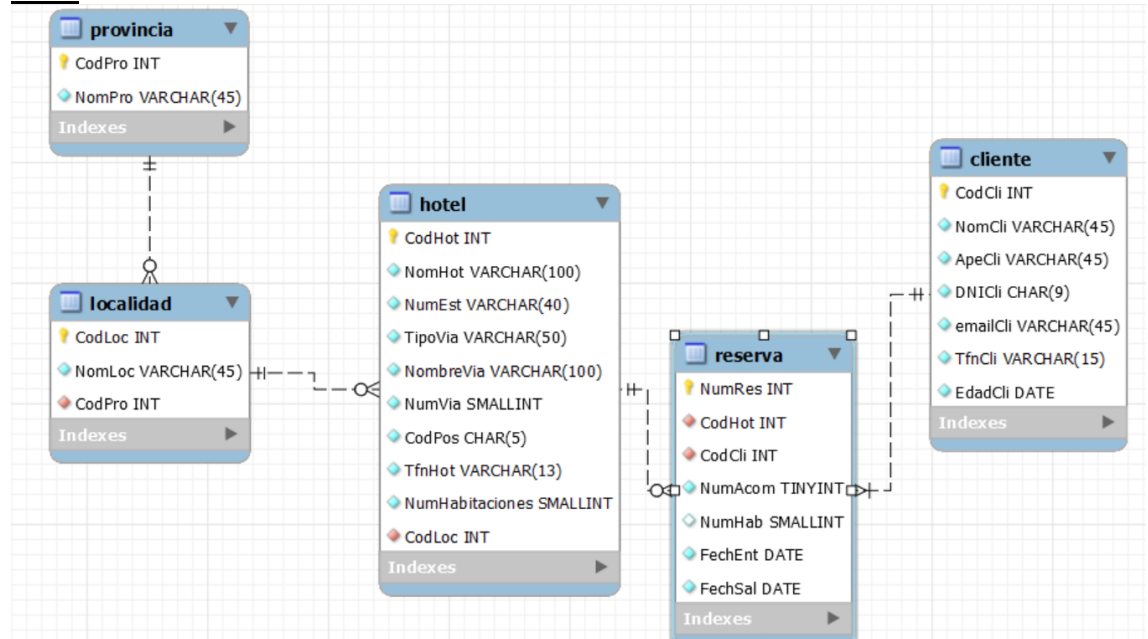 provincia
CodPro INT
NomPro VARCHAR(45)
Indexes
localidad
CodLoc INT
NomLoc VARCHAR(45)
CodPro INT
Indexes
hotel
CodHot INT
NomHot VARCHAR(100)
NumEst VARCHAR(40)
TipoVia VARCHAR(50)
NombreVia VARCHAR(100)
NumVia SMALLINT
CodPos CHAR(5)
TfnHot VARCHAR(13)
NumHabitaciones SMALLINT
CodLoc INT
Indexes
reserva
NumRes INT
CodHot INT
CodCli INT
NumAcom TINYINT
NumHab SMALLINT
FechEnt DATE
FechSal DATE
Indexes
cliente
CodCli INT
NomCli VARCHAR(45)
ApeCli VARCHAR(45)
DNICli CHAR(9)
emailCli VARCHAR(45)
TfnCli VARCHAR(15)
EdadCli DATE
Indexes